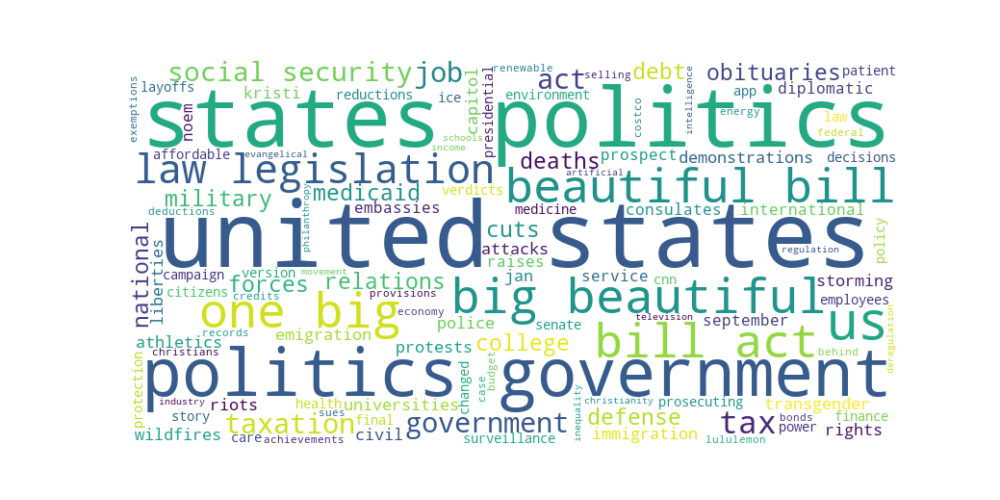 renewable
social security
job
act
selling
debt
obituaries
patient
layoffs
kristi
reductions
ice
capitol
presidential
environment
intelligence
app
diplomatic
exemptions
noem
states politics
costco
energy
law
federal
schools
income
affordable
evangelical
deaths
prospect
demonstrations
decisions
law legislation
artificial
medicaid
verdicts
beautiful bill
military
philanthropy
deductions
embassies
medicine
consulates
international
united states
cuts
attacks
regulation
policy
national
liberties
raises
campaign
version
movement
forces
relations
jan
service
cnn
storming
citizens
credits
provisions
big beautiful
employees
one big
economy
television
september
us
records
emigration
police
senate
deregulation
athletics
protests
college
bill act
behind
christians
protection
politics government
changed
case
budget
industry
riots
health
universities
inequality
christianity
prosecuting
transgender
story
sues
taxation
final
government
defense
tax
bonds
finance
wildfires
care
achievements
civil
surveillance
immigration
lululemon
power
rights